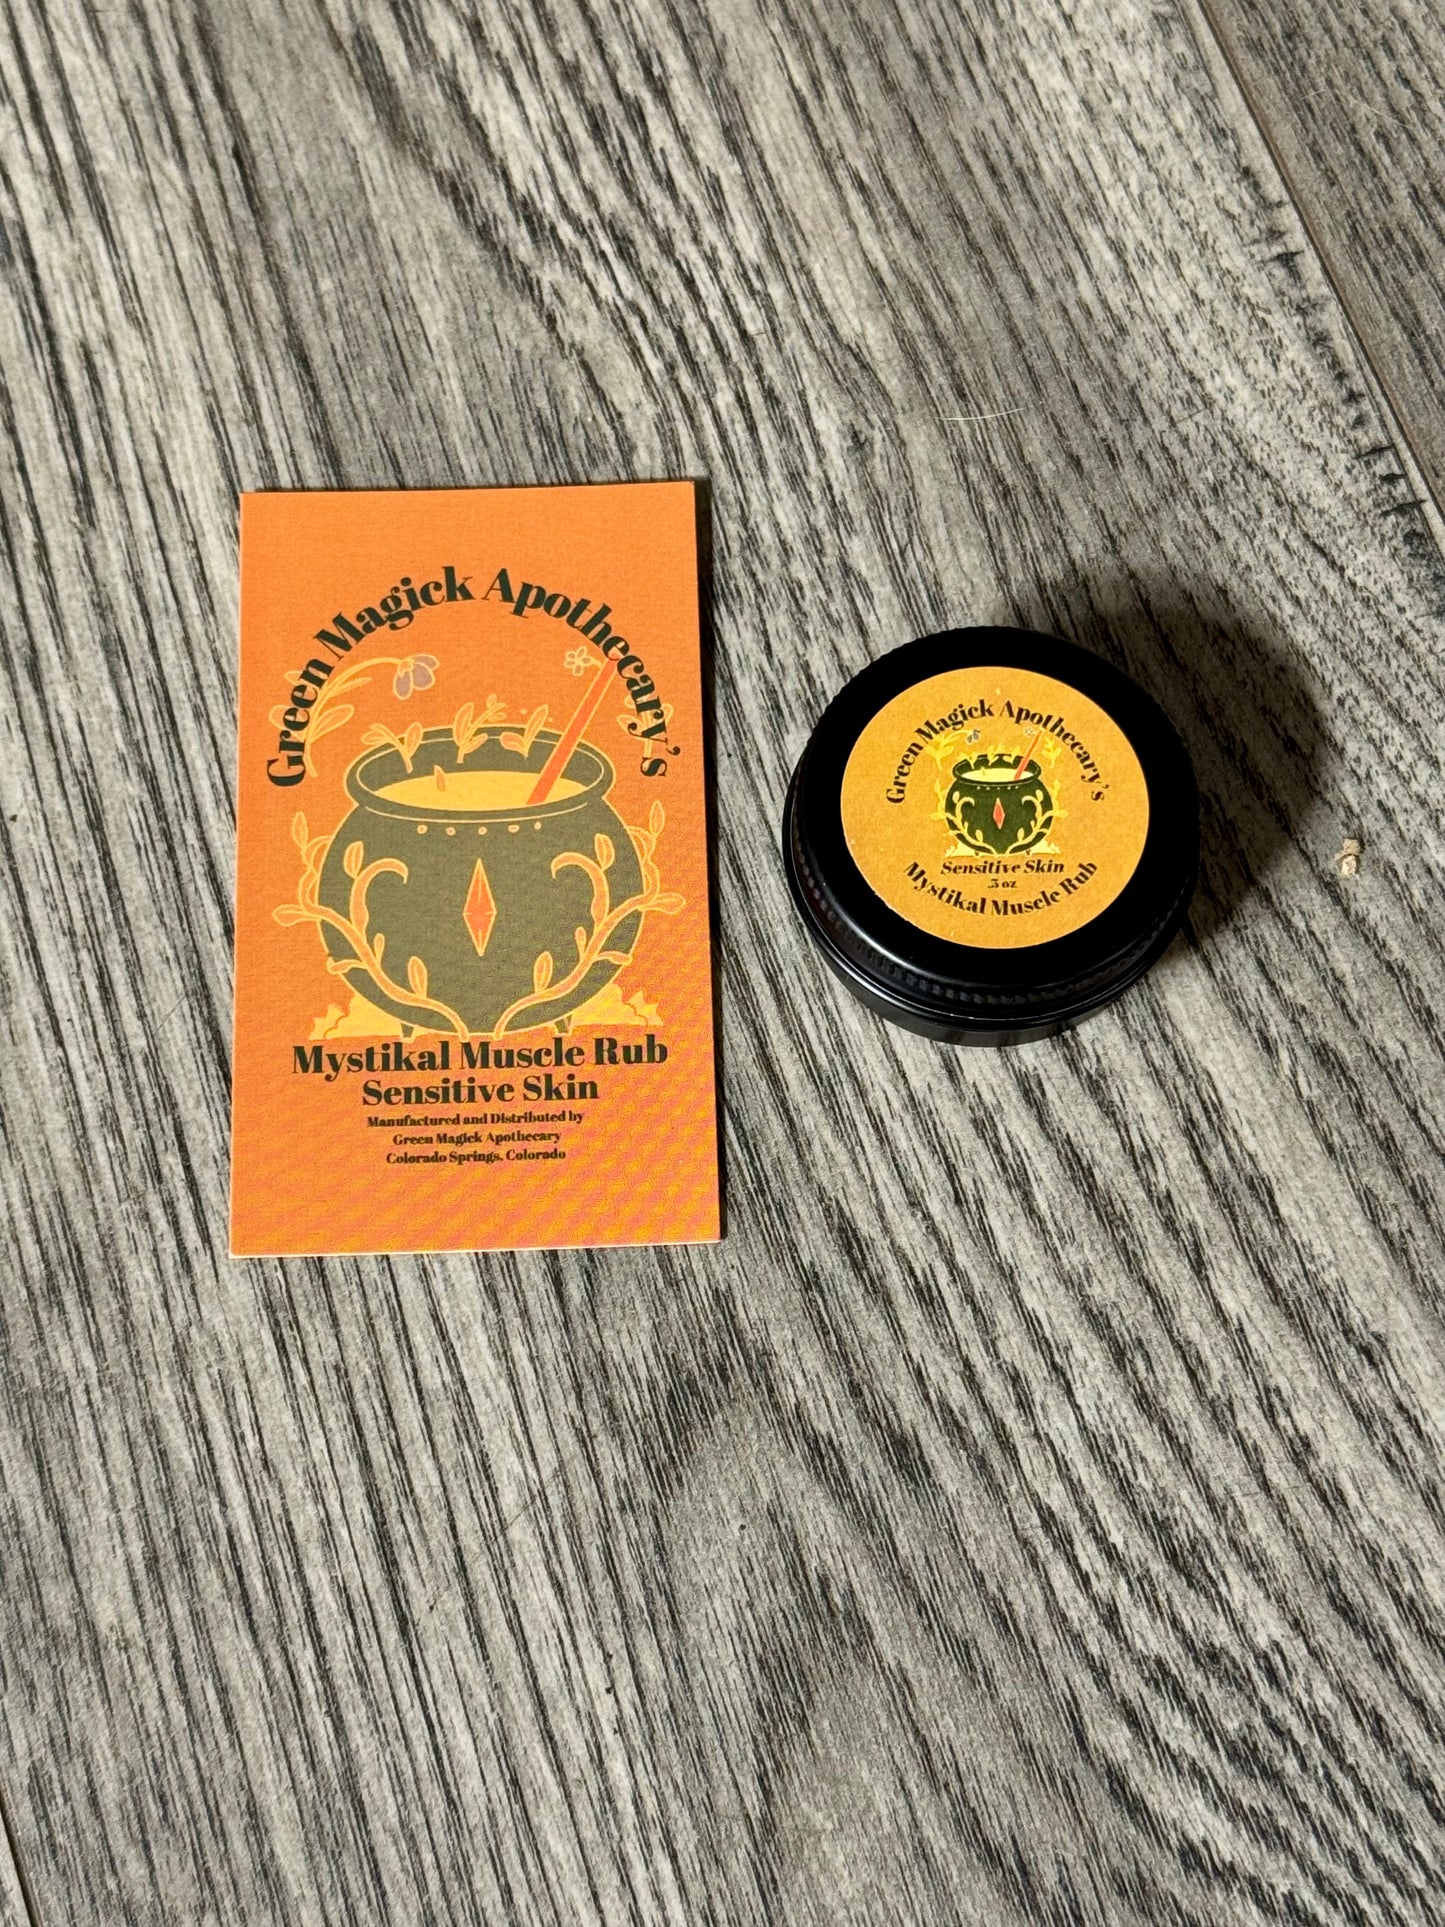 Green Magick Apothecary's
Mystikal Muscle Rub
Sensitive Skin
Manufactured and Distributed by
Green Magick Apothecary
Colorado Springs, Colorado
Green Magick Apothecary's
Sensitive Skin
.5 oz
Mystikal Muscle Rub